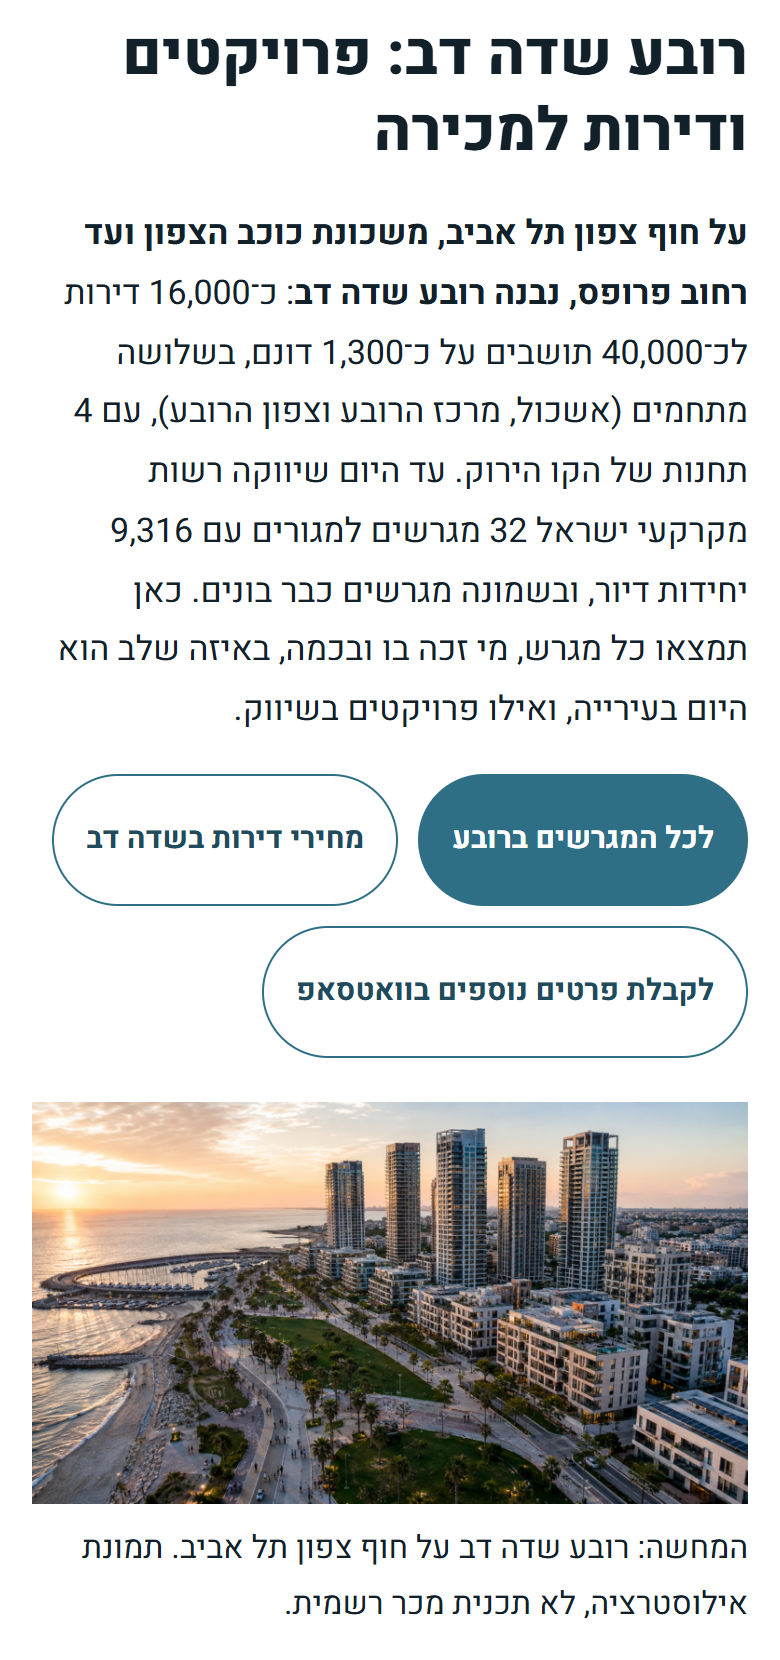 רובע שדה דב: פרויקטים
ודירות למכירה
על חוף צפון תל אביב, משכונת כוכב הצפון ועד
רחוב פרופס, נבנה רובע שדה דב: כ־16,000 דירות
לכ־40,000 תושבים על כ־1,300 דונם, בשלושה
מתחמים (אשכול, מרכז הרובע וצפון הרובע), עם 4
תחנות של הקו הירוק. עד היום שיווקה רשות
מקרקעי ישראל 32 מגרשים למגורים עם 9,316
יחידות דיור, ובשמונה מגרשים כבר בונים. כאן
תמצאו כל מגרש, מי זכה בו ובכמה, באיזה שלב הוא
היום בעירייה, ואילו פרויקטים בשיווק.
לכל המגרשים ברובע
מחירי דירות בשדה דב
לקבלת פרטים נוספים בוואטסאפ
המחשה: רובע שדה דב על חוף צפון תל אביב. תמונת
אילוסטרציה, לא תכנית מכר רשמית.